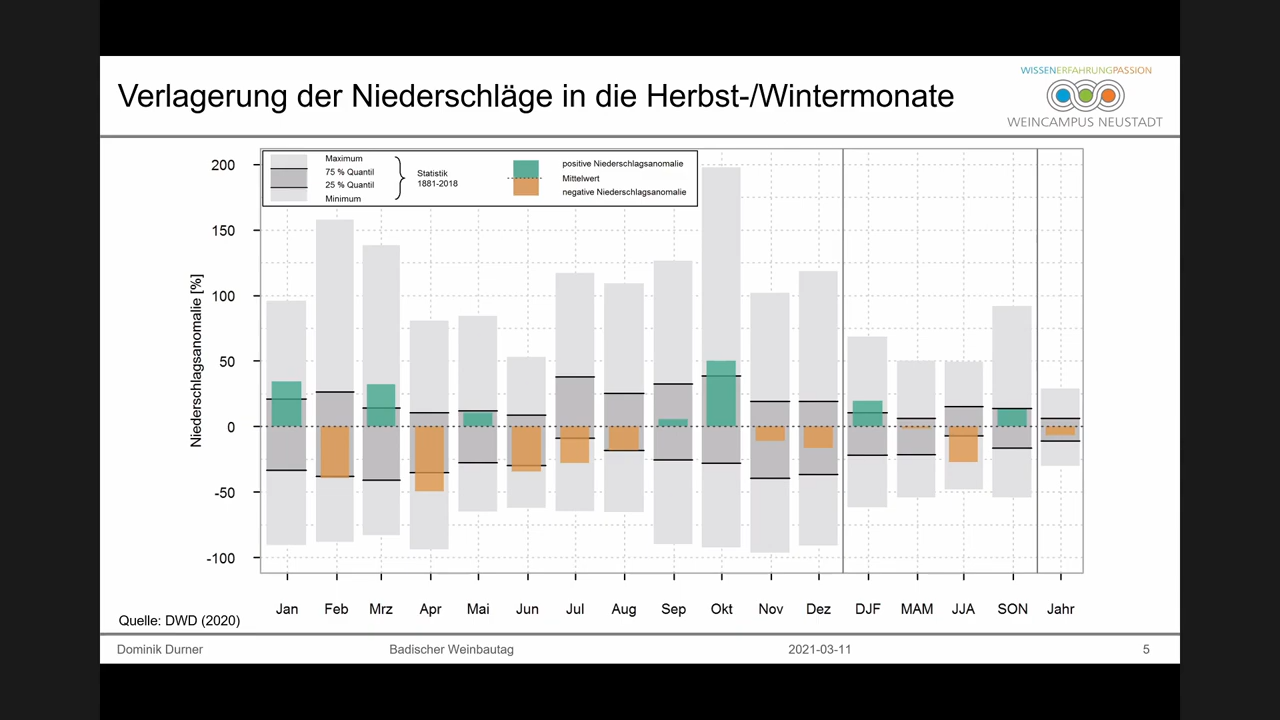 Verlagerung der Niederschläge in die Herbst-/Wintermonate
WISSENERFAHRUNGPASSION
WEINCAMPUS NEUSTADT
Maximum
75 % Quantil
25 % Quantil
Minimum
Statistik
1881-2018
positive Niederschlagsanomalie
Mittelwert
negative Niederschlagsanomalie
Niederschlagsanomalie [%]
200
150
100
50
0
-50
-100
Jan Feb Mrz Apr Mai Jun Jul Aug Sep Okt Nov Dez DJF MAM JJA SON Jahr
Quelle: DWD (2020)
Dominik Durner Badischer Weinbautag 2021-03-11 5